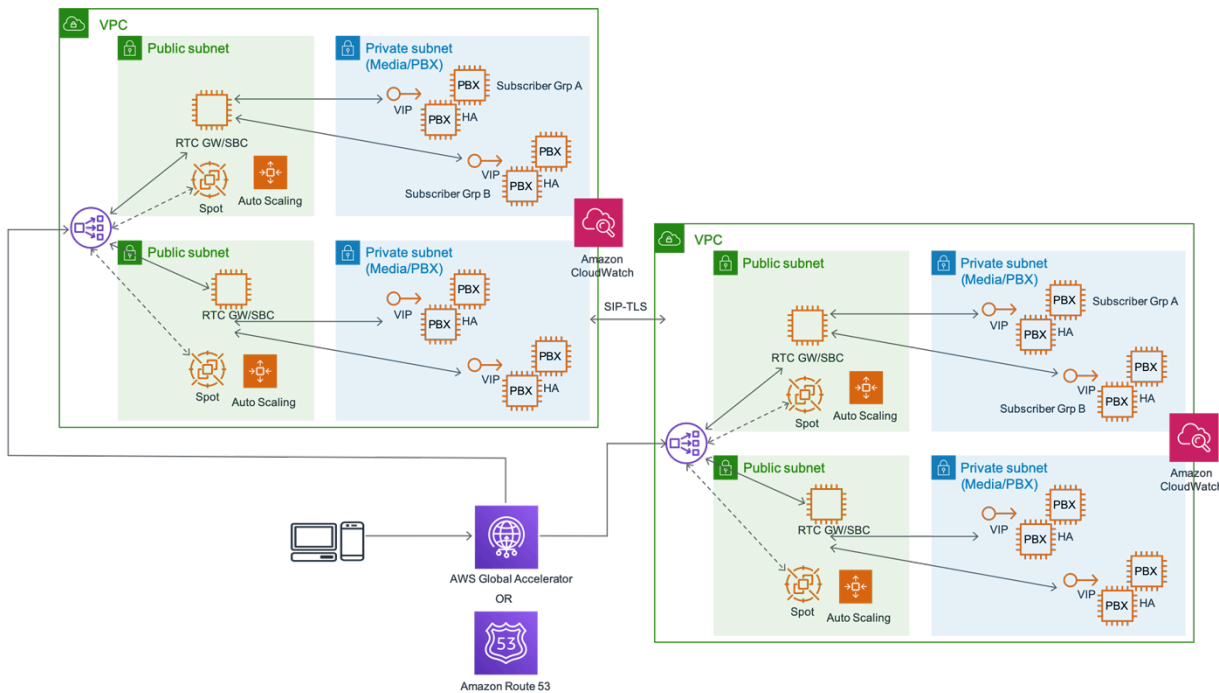 VPC
Public subnet
Private subnet
(Media/PBX)
PBX
Subscriber Grp A
VIP
PBX
HA
RTC GW/SBC
PBX
VIP
PBX
HA
Subscriber Grp B
Spot
Auto Scaling
Public subnet
Private subnet
(Media/PBX)
Amazon
CloudWatch
PBX
VIP
PBX
HA
RTC GW/SBC
PBX
VIP
PBX
HA
Spot
Auto Scaling
SIP-TLS
VPC
Public subnet
Private subnet
(Media/PBX)
PBX
Subscriber Grp A
VIP
PBX
HA
RTC GW/SBC
PBX
VIP
PBX
HA
Subscriber Grp B
Spot
Auto Scaling
Public subnet
Private subnet
(Media/PBX)
Amazon
CloudWatch
PBX
VIP
PBX
HA
RTC GW/SBC
PBX
VIP
PBX
HA
Spot
Auto Scaling
AWS Global Accelerator
OR
53
Amazon Route 53